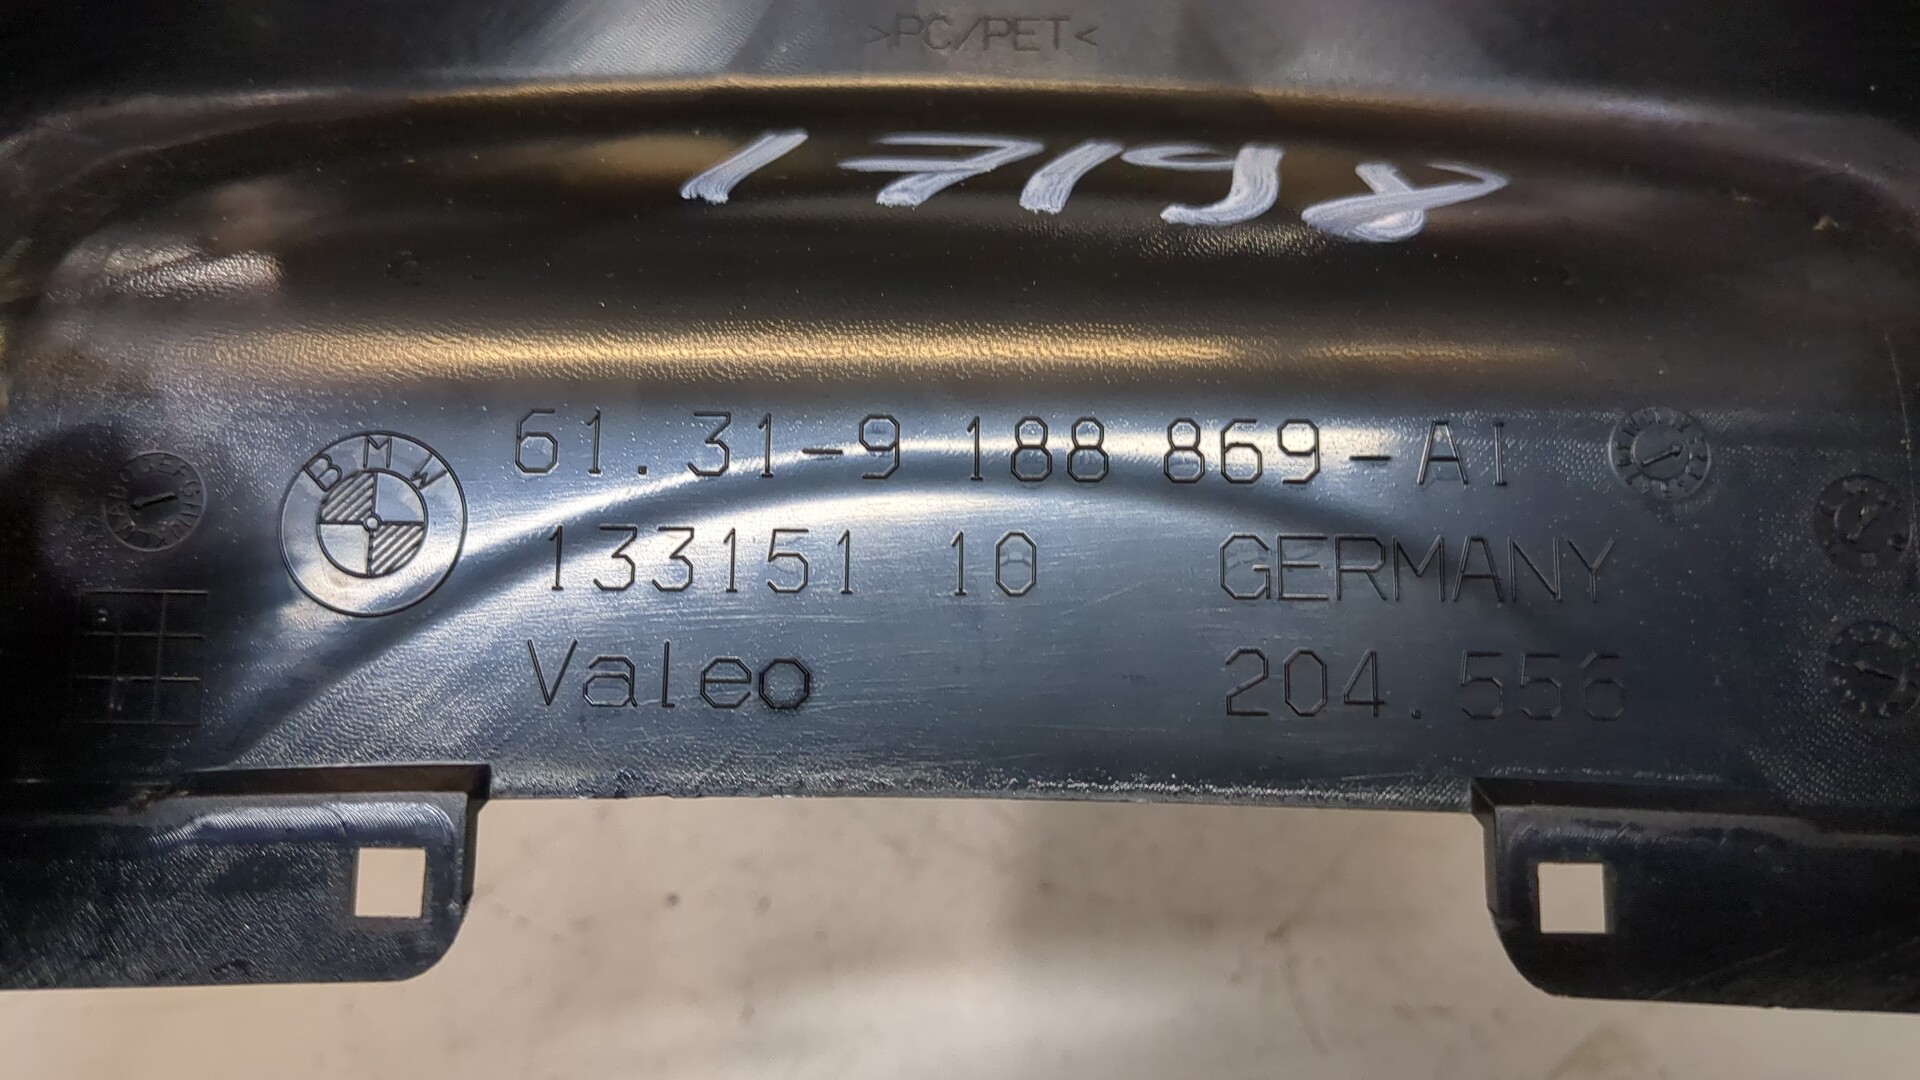 >PC/PET<
17198
BMW
61.31-9 188 869-AI
133151 10 GERMANY
Valeo 204.556